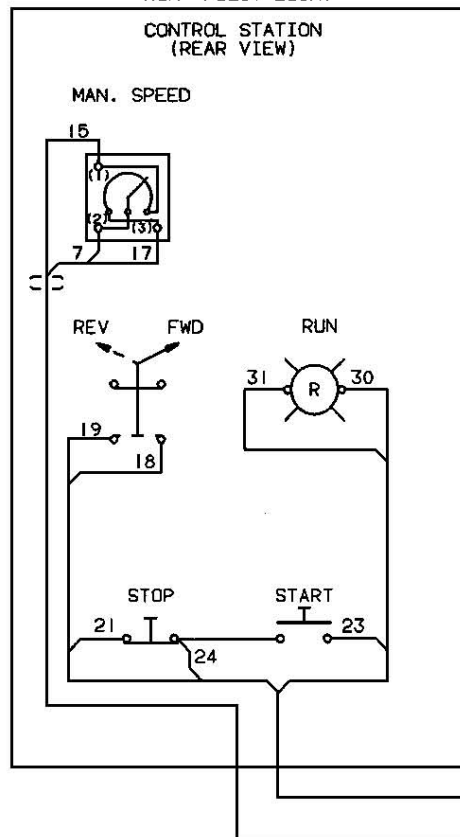 CONTROL STATION
(REAR VIEW)
MAN. SPEED
15
(1)
(2)
(3)
7
17
REV
FWD
RUN
31
R
30
19
18
STOP
START
21
24
23